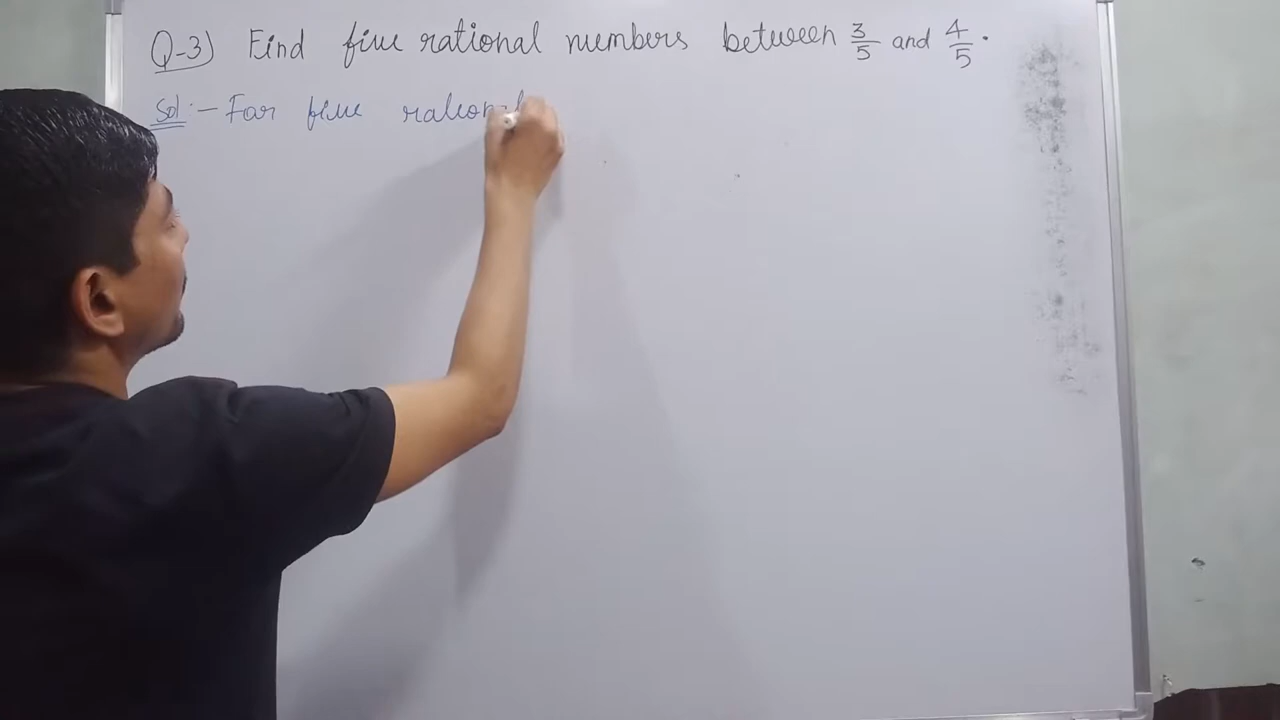 Q-3) Find five rational numbers between 3/5 and 4/5.
Sol:- For five rational